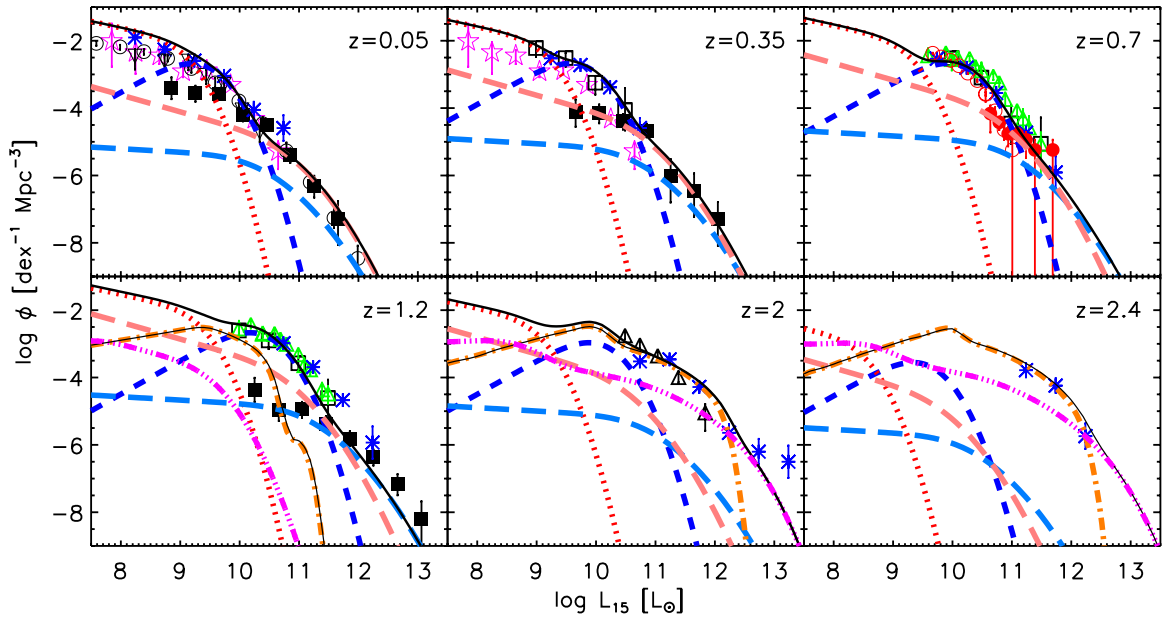 z=0.05 z=0.35 z=0.7
−2
−4
−6
−8
z=1.2 z=2 z=2.4
−2
−4
−6
−8
log ϕ [dex⁻¹ Mpc⁻³]
8 9 10 11 12 13 8 9 10 11 12 13 8 9 10 11 12 13
log L₁₅ [L⊙]